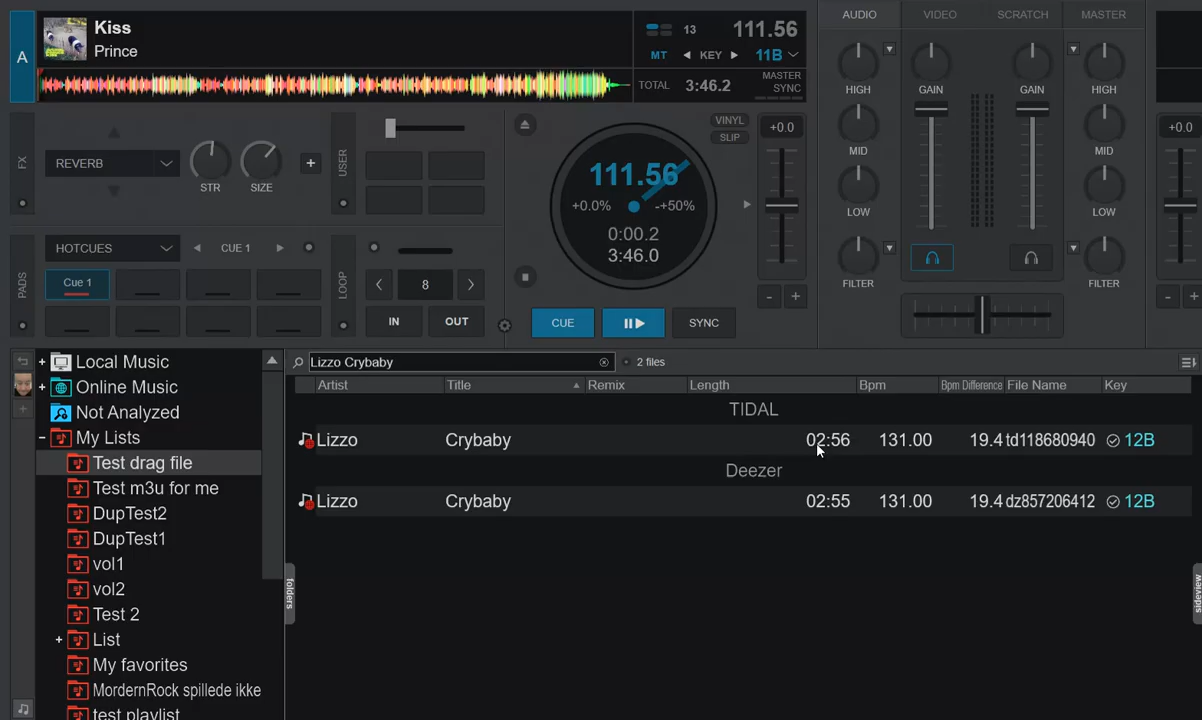 A
Kiss
Prince
13
111.56
MT
KEY
11B
TOTAL
3:46.2
MASTER
SYNC
AUDIO
VIDEO
SCRATCH
MASTER
HIGH
GAIN
GAIN
HIGH
MID
MID
LOW
LOW
FILTER
FILTER
FX
REVERB
STR
SIZE
+
USER
VINYL
SLIP
+0.0
+0.0
111.56
+0.0%
-+50%
0:00.2
3:46.0
PADS
HOTCUES
CUE 1
Cue 1
LOOP
8
IN
OUT
CUE
SYNC
- +
- +
+ Local Music
+ Online Music
Not Analyzed
- My Lists
Test drag file
Test m3u for me
DupTest2
DupTest1
vol1
vol2
Test 2
+ List
My favorites
MordernRock spillede ikke
test playlist
folders
Lizzo Crybaby
2 files
Artist Title Remix Length Bpm Bpm Difference File Name Key
TIDAL
Lizzo Crybaby 02:56 131.00 19.4 td118680940 12B
Deezer
Lizzo Crybaby 02:55 131.00 19.4 dz857206412 12B
sideview